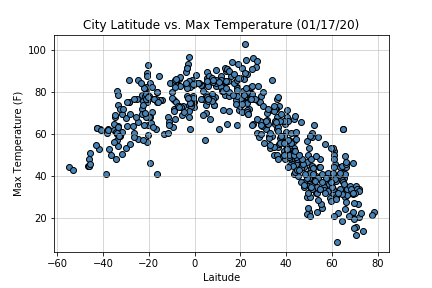 City Latitude vs. Max Temperature (01/17/20)
100
80
60
40
20
Max Temperature (F)
−60 −40 −20 0 20 40 60 80
Laitude